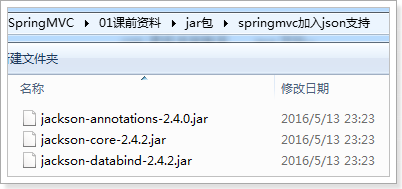 SpringMVC ▸ 01课前资料 ▸ jar包 ▸ springmvc加入json支持
建文件夹
名称 修改日期
jackson-annotations-2.4.0.jar 2016/5/13 23:23
jackson-core-2.4.2.jar 2016/5/13 23:23
jackson-databind-2.4.2.jar 2016/5/13 23:23